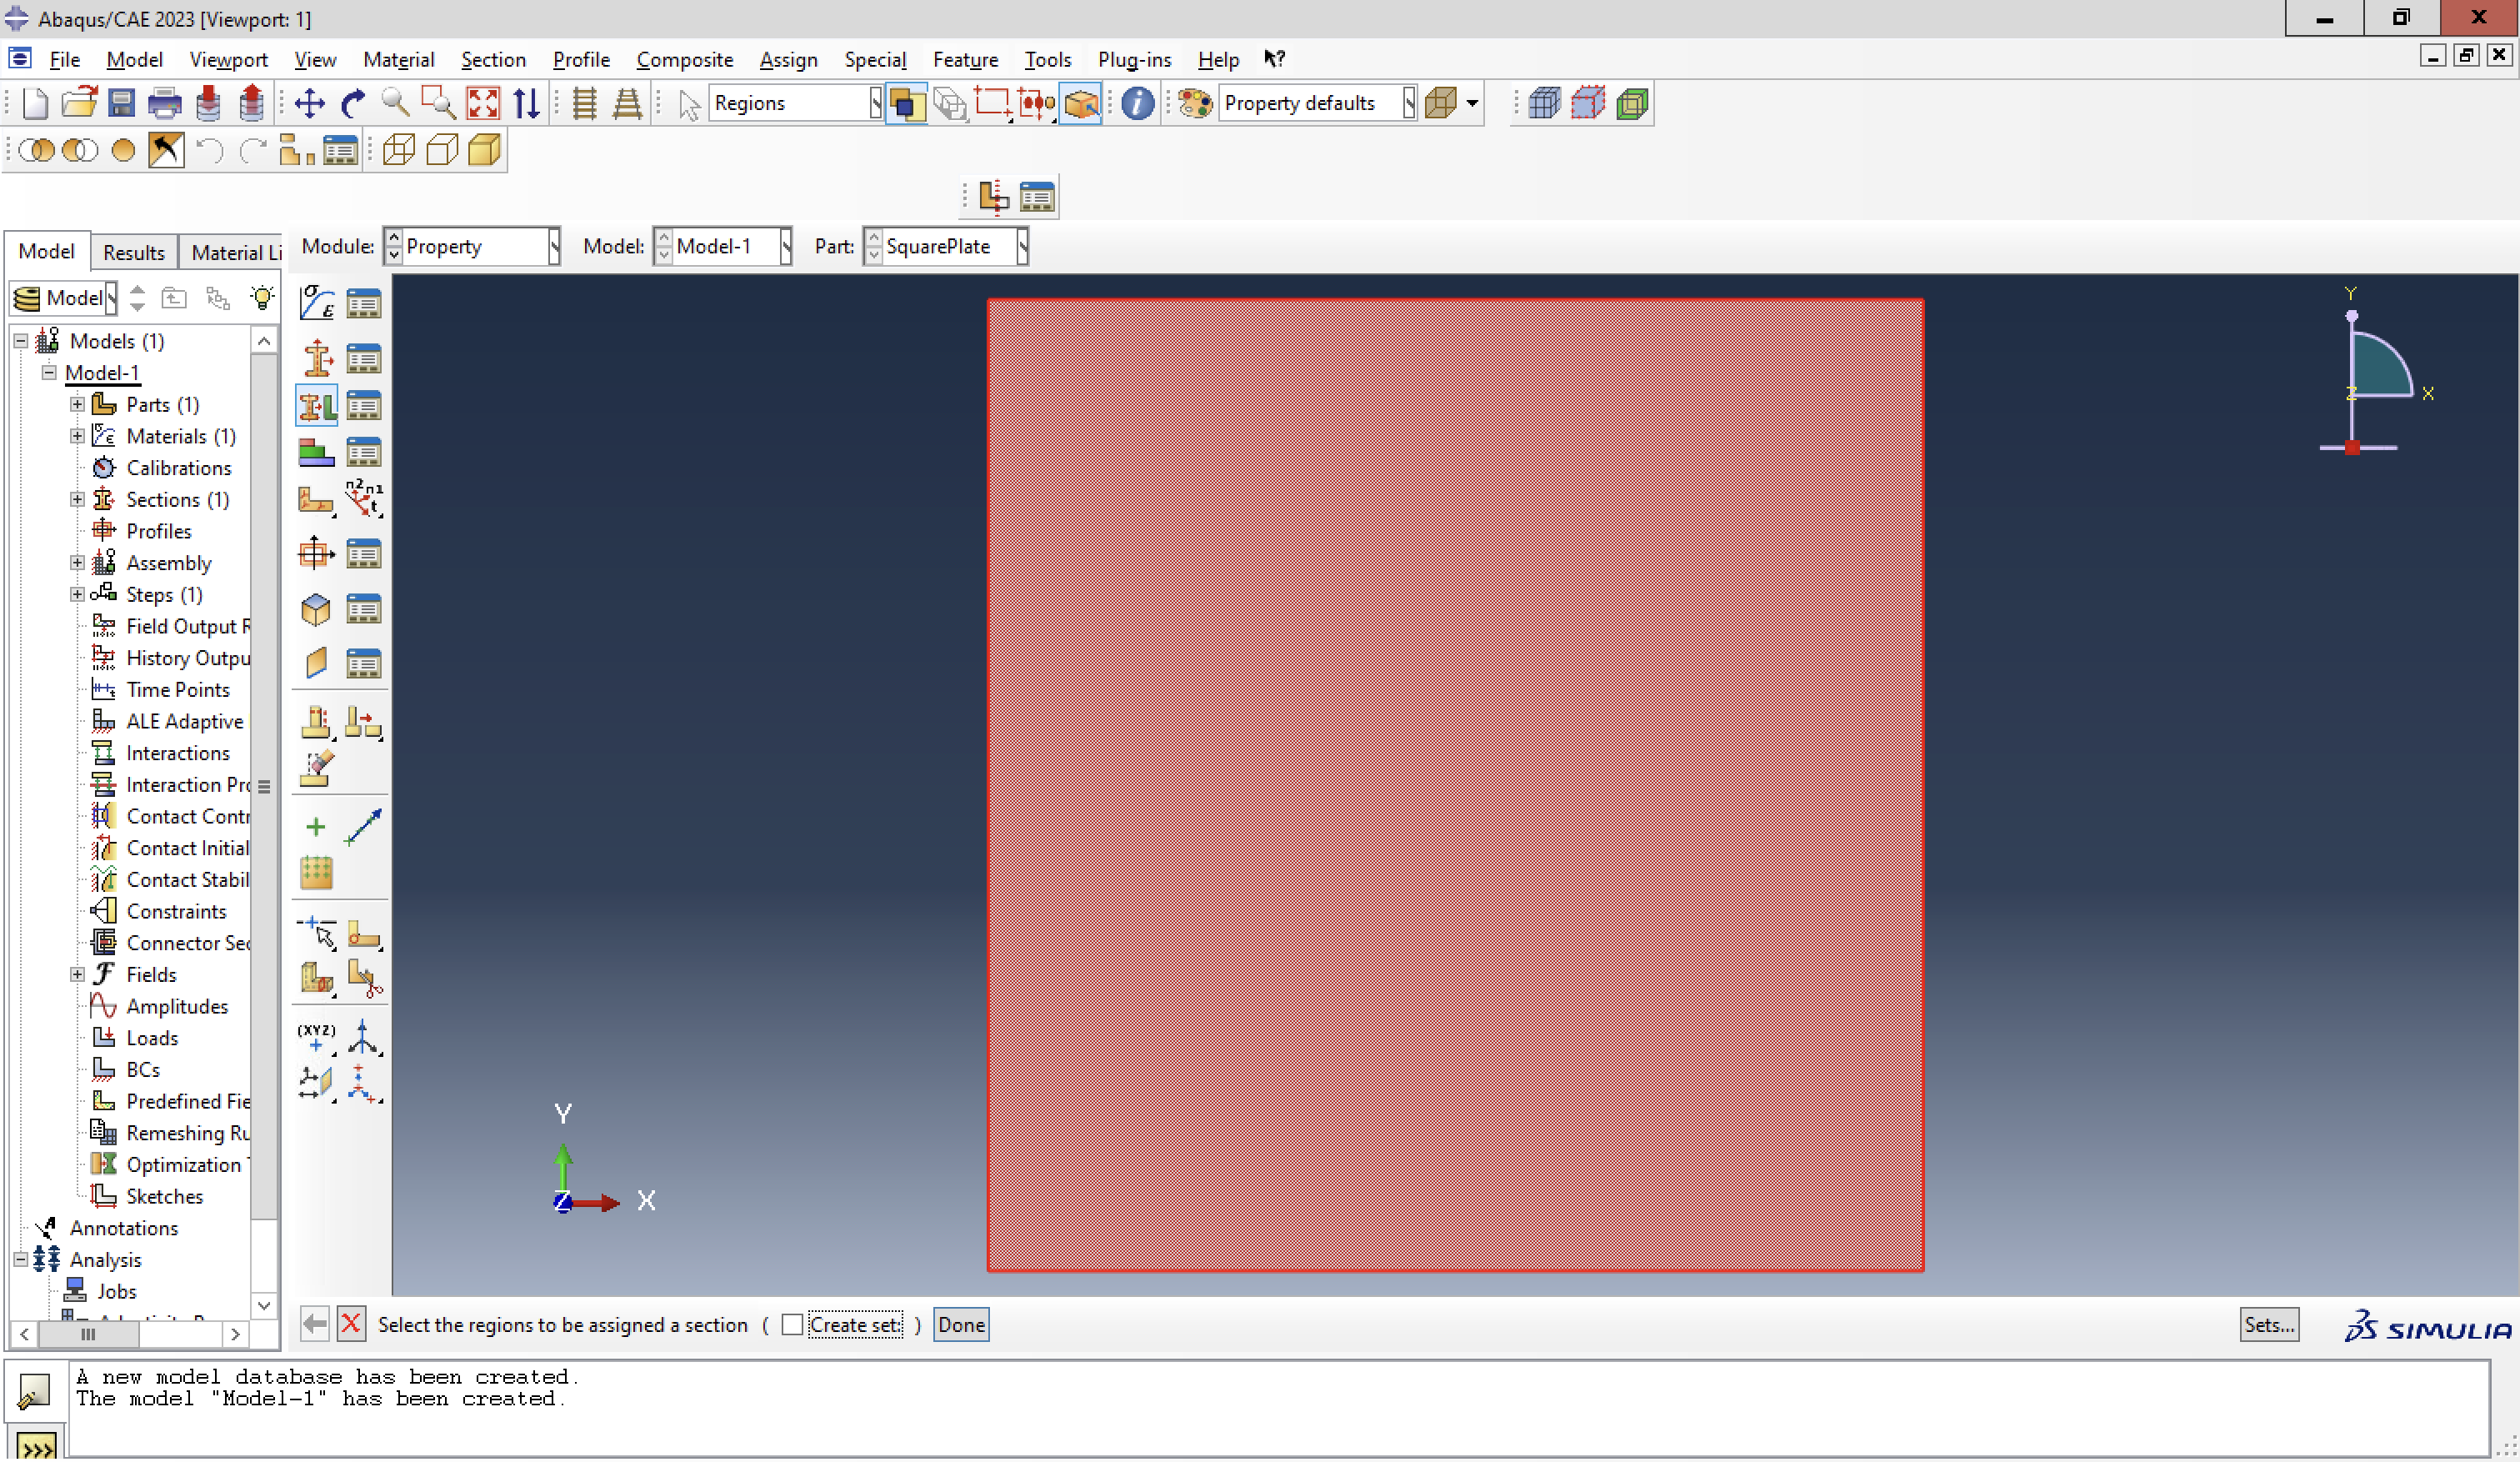 Abaqus/CAE 2023 [Viewport: 1]
File Model Viewport View Material Section Profile Composite Assign Special Feature Tools Plug-ins Help
Regions
Property defaults
Model Results Material Li
Module: Property Model: Model-1 Part: SquarePlate
Model
Models (1)
Model-1
Parts (1)
Materials (1)
Calibrations
Sections (1)
Profiles
Assembly
Steps (1)
Field Output R
History Outpu
Time Points
ALE Adaptive
Interactions
Interaction Pro
Contact Contr
Contact Initial
Contact Stabil
Constraints
Connector Sec
Fields
Amplitudes
Loads
BCs
Predefined Fie
Remeshing Ru
Optimization T
Sketches
Annotations
Analysis
Jobs
σ ε
n2 n1 t
(XYZ)
Y
Z X
Y
Z X
Select the regions to be assigned a section ( Create set: ) Done
Sets...
SIMULIA
A new model database has been created.
The model "Model-1" has been created.
>>>